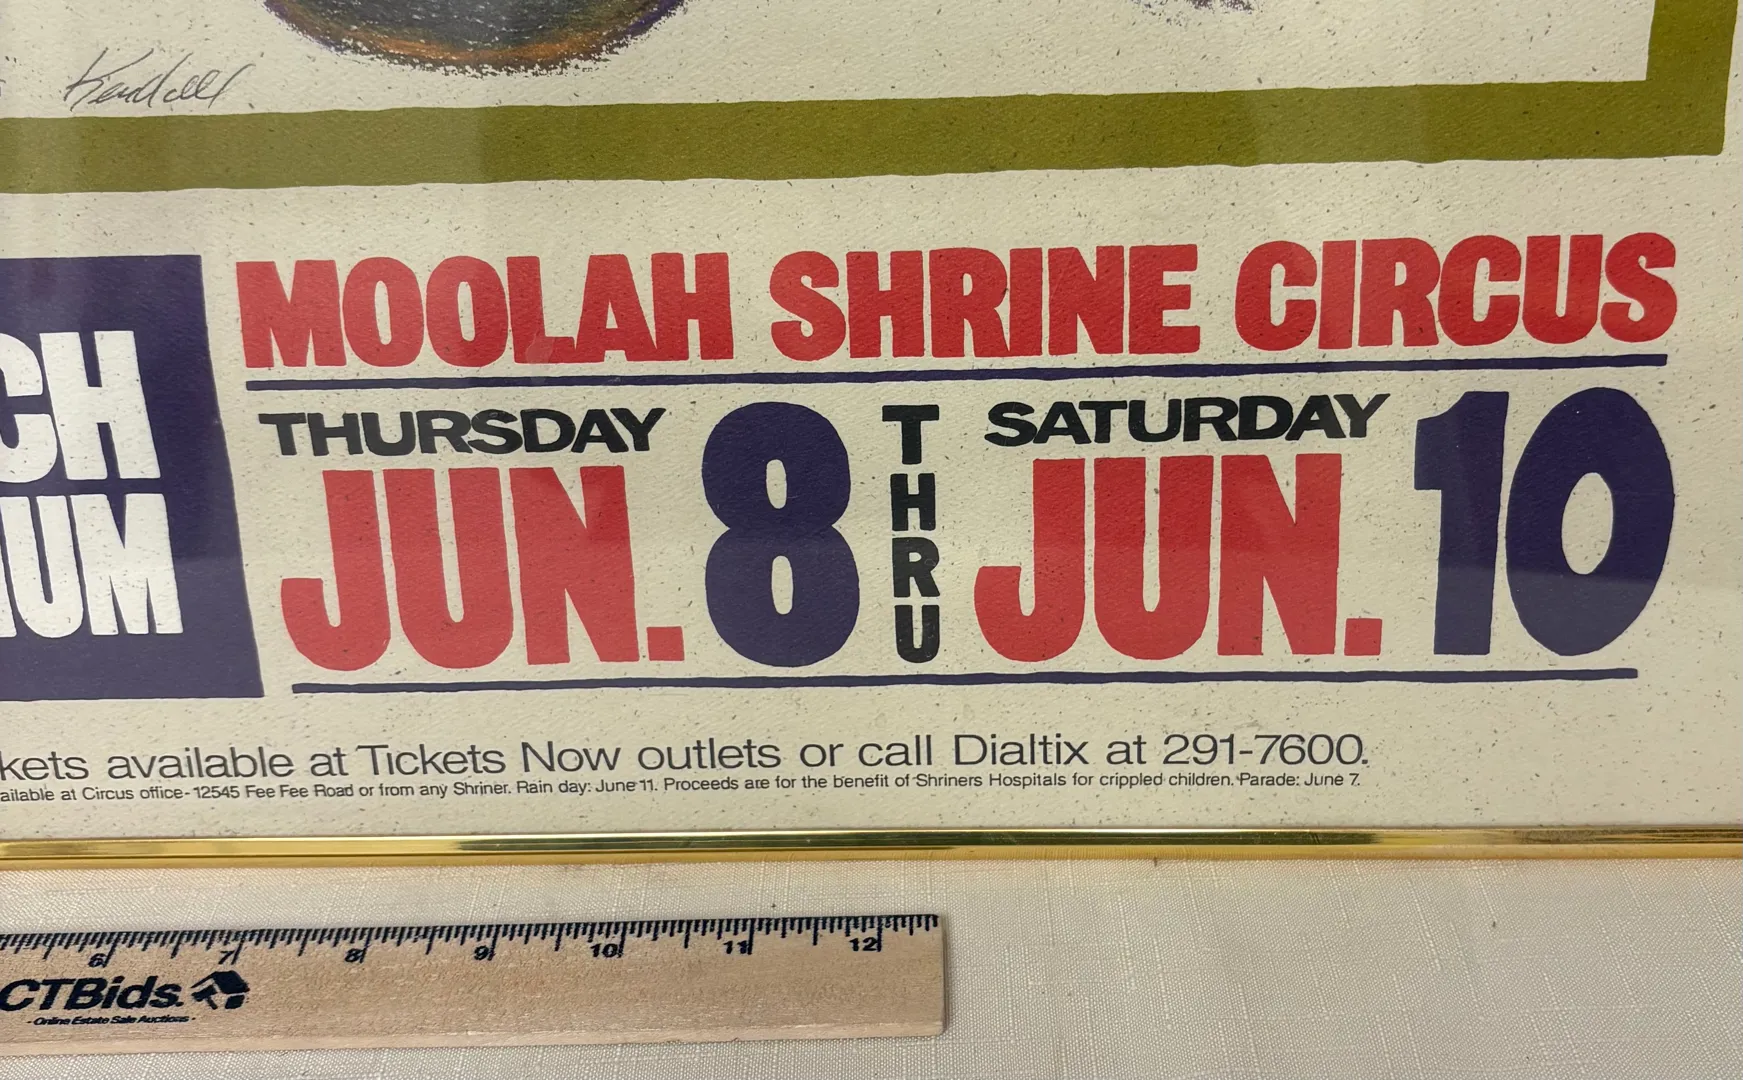 Kendall
MOOLAH SHRINE CIRCUS
CH
UM
THURSDAY
JUN. 8
THRU
SATURDAY
JUN. 10
kets available at Tickets Now outlets or call Dialtix at 291-7600.
ailable at Circus office-12545 Fee Fee Road or from any Shriner. Rain day: June 11. Proceeds are for the benefit of Shriners Hospitals for crippled children. Parade: June 7.
6 7 8 9 10 11 12
CTBids.
- Online Estate Sale Auctions -